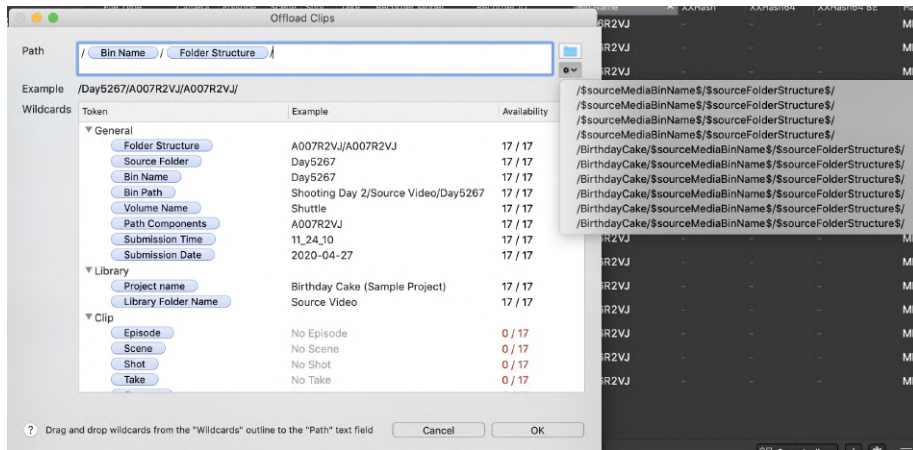 Offload Clips
XXHash XXHash64 XXHash64 BE
Path / Bin Name / Folder Structure /
Example /Day5267/A007R2VJ/A007R2VJ/
Wildcards Token Example Availability
General
Folder Structure A007R2VJ/A007R2VJ 17 / 17
Source Folder Day5267 17 / 17
Bin Name Day5267 17 / 17
Bin Path Shooting Day 2/Source Video/Day5267 17 / 17
Volume Name Shuttle 17 / 17
Path Components A007R2VJ 17 / 17
Submission Time 11_24_10 17 / 17
Submission Date 2020-04-27 17 / 17
Library
Project name Birthday Cake (Sample Project) 17 / 17
Library Folder Name Source Video 17 / 17
Clip
Episode No Episode 0 / 17
Scene No Scene 0 / 17
Shot No Shot 0 / 17
Take No Take 0 / 17
? Drag and drop wildcards from the "Wildcards" outline to the "Path" text field Cancel OK
/$sourceMediaBinName$/$sourceFolderStructure$/
/$sourceMediaBinName$/$sourceFolderStructure$/
/$sourceMediaBinName$/$sourceFolderStructure$/
/$sourceMediaBinName$/$sourceFolderStructure$/
/BirthdayCake/$sourceMediaBinName$/$sourceFolderStructure$/
/BirthdayCake/$sourceMediaBinName$/$sourceFolderStructure$/
/BirthdayCake/$sourceMediaBinName$/$sourceFolderStructure$/
/BirthdayCake/$sourceMediaBinName$/$sourceFolderStructure$/
/BirthdayCake/$sourceMediaBinName$/$sourceFolderStructure$/
/BirthdayCake/$sourceMediaBinName$/$sourceFolderStructure$/